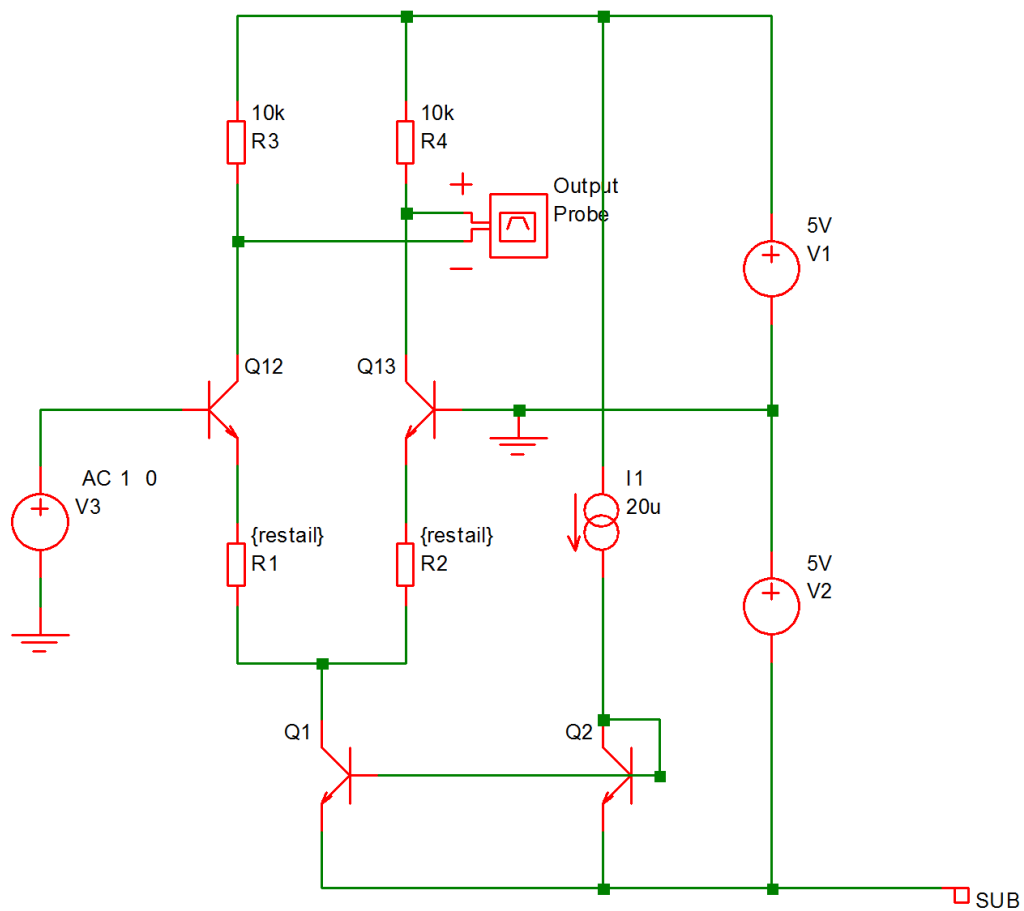 10k
R3
10k
R4
+
Output
Probe
−
5V
V1
Q12
Q13
AC 1 0
V3
I1
20u
{restail}
R1
{restail}
R2
5V
V2
Q1
Q2
SUB